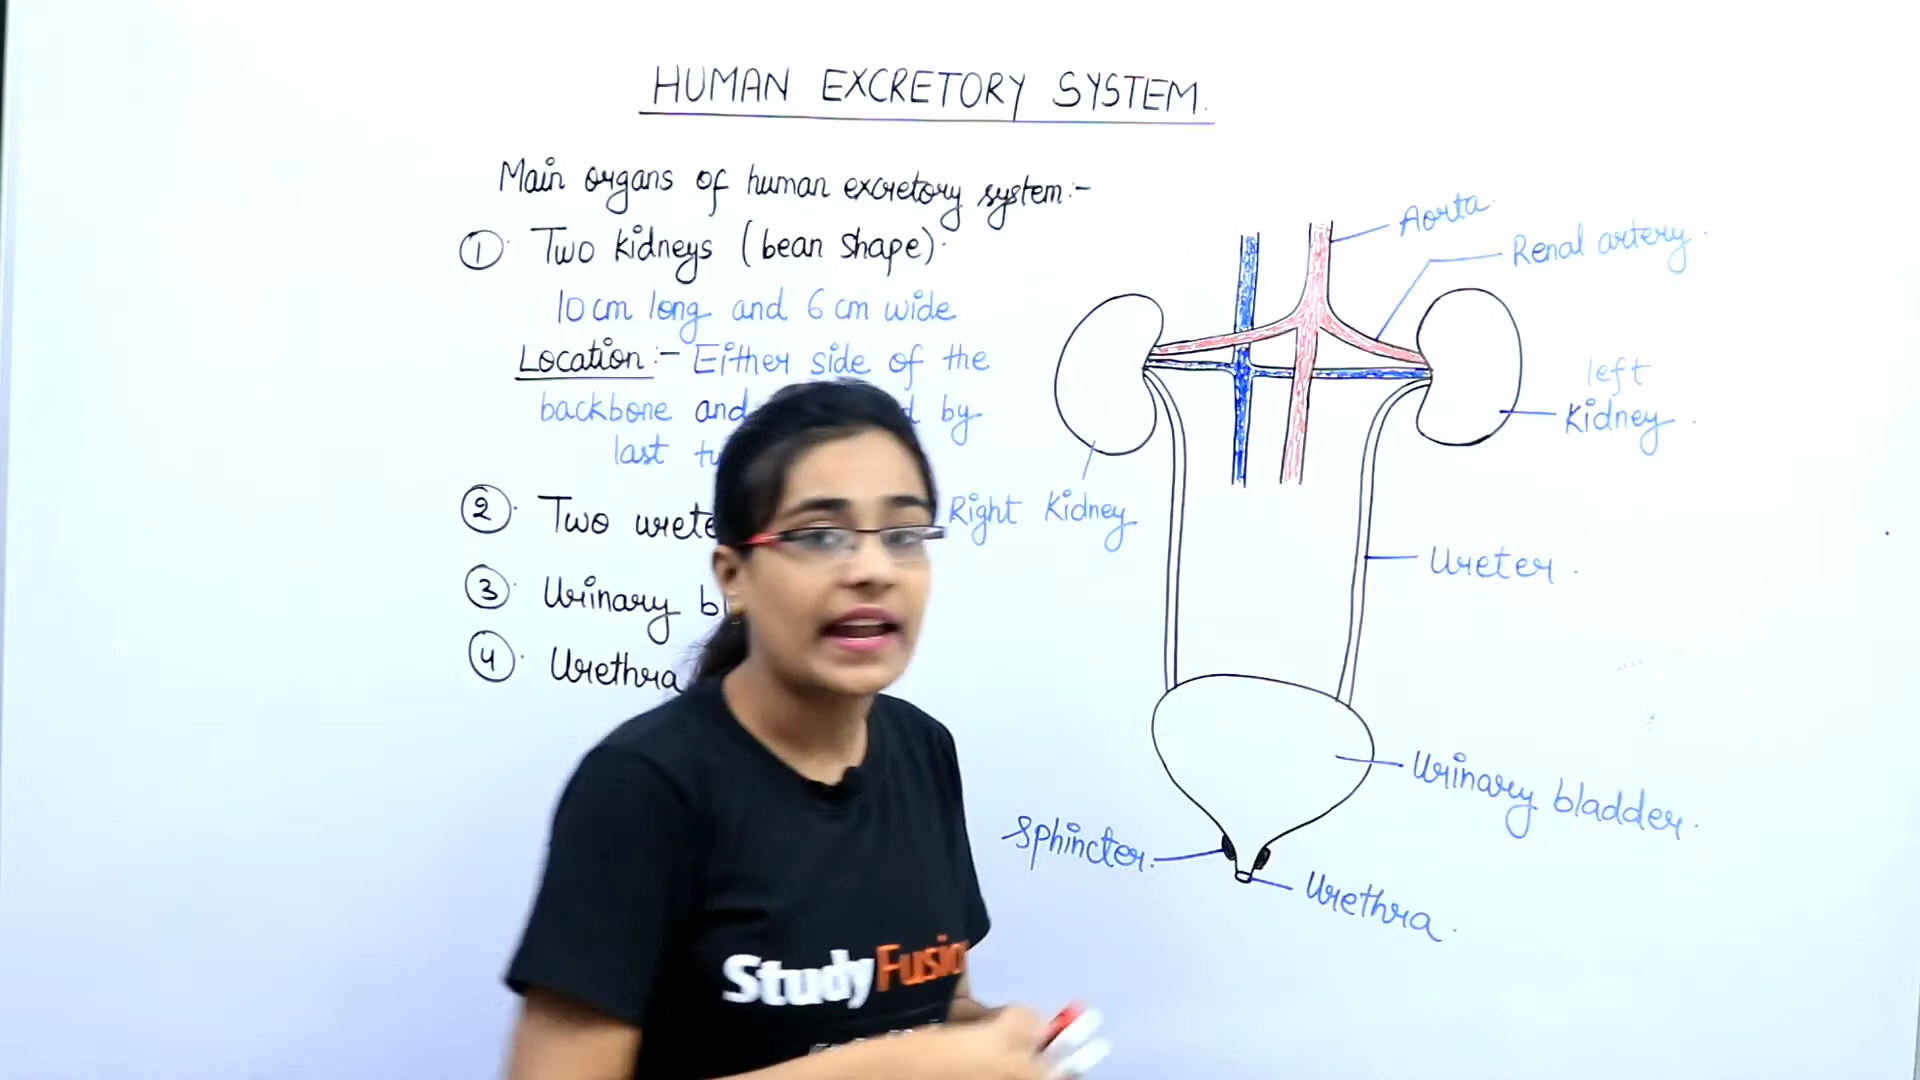 HUMAN EXCRETORY SYSTEM.
Main organs of human excretory system:-
1. Two kidneys (bean shape).
10 cm long and 6 cm wide
Location:- Either side of the
backbone and by
last
2. Two
3. Urinary
4. Urethra
Aorta.
Renal artery.
left
Kidney.
Right Kidney
Ureter.
Urinary bladder.
Sphincter.
Urethra.
StudyFusion